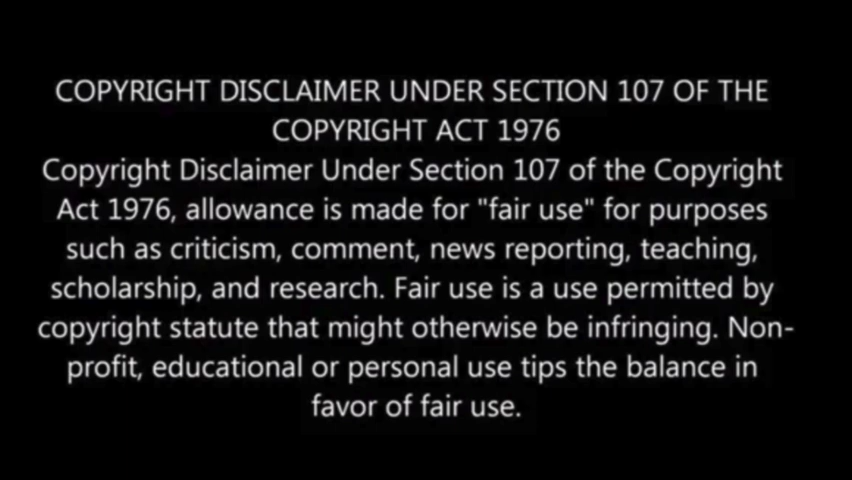 COPYRIGHT DISCLAIMER UNDER SECTION 107 OF THE
COPYRIGHT ACT 1976
Copyright Disclaimer Under Section 107 of the Copyright
Act 1976, allowance is made for "fair use" for purposes
such as criticism, comment, news reporting, teaching,
scholarship, and research. Fair use is a use permitted by
copyright statute that might otherwise be infringing. Non-
profit, educational or personal use tips the balance in
favor of fair use.